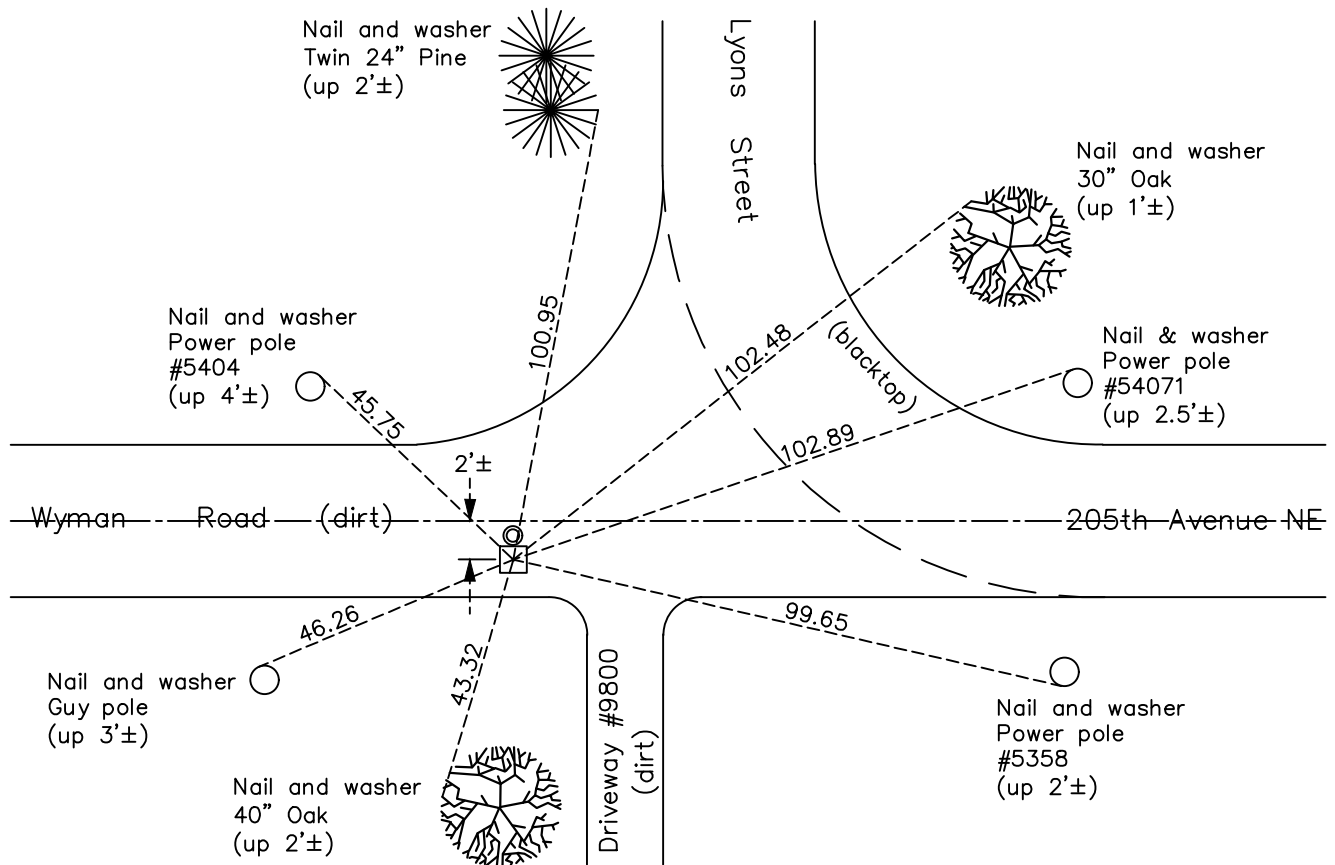 Nail and washer
Twin 24" Pine
(up 2'±)
Lyons Street
Nail and washer
30" Oak
(up 1'±)
Nail and washer
Power pole
#5404
(up 4'±)
100.95
102.48
(blacktop)
Nail & washer
Power pole
#54071
(up 2.5'±)
45.75
102.89
2'±
Wyman Road (dirt)
205th Avenue NE
46.26
43.32
99.65
Nail and washer
Guy pole
(up 3'±)
Driveway #9800
(dirt)
Nail and washer
Power pole
#5358
(up 2'±)
Nail and washer
40" Oak
(up 2'±)